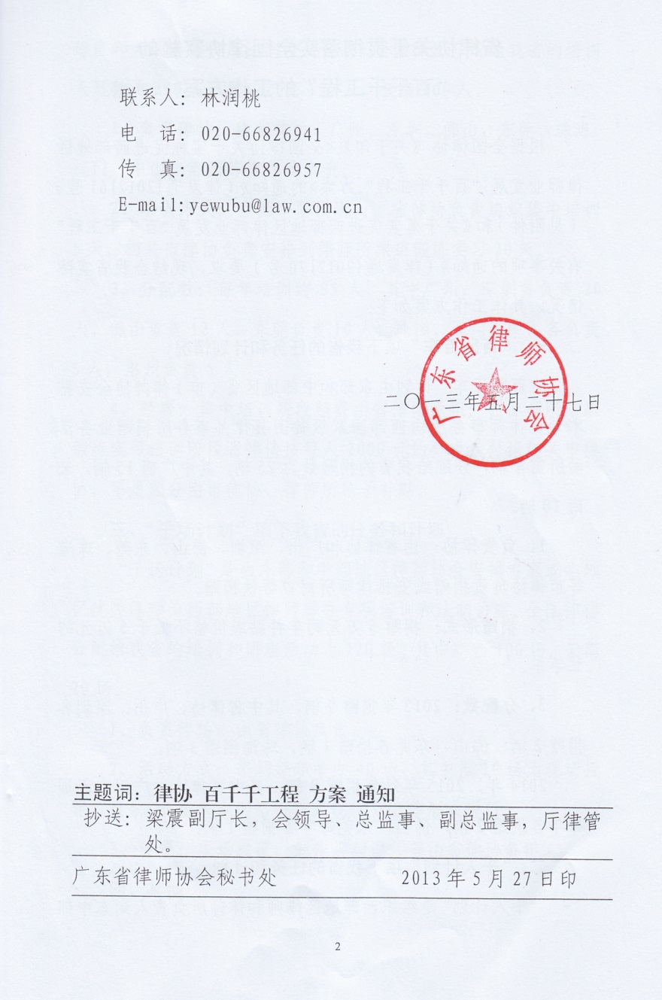 联系人：林润桃
电　话：020-66826941
传　真：020-66826957
E-mail:yewubu@law.com.cn
广东省律师协会
二〇一三年五月二十七日
主题词：律协 百千千工程 方案 通知
抄送：梁震副厅长，会领导、总监事、副总监事，厅律管
处。
广东省律师协会秘书处 2013年5月27日印
2